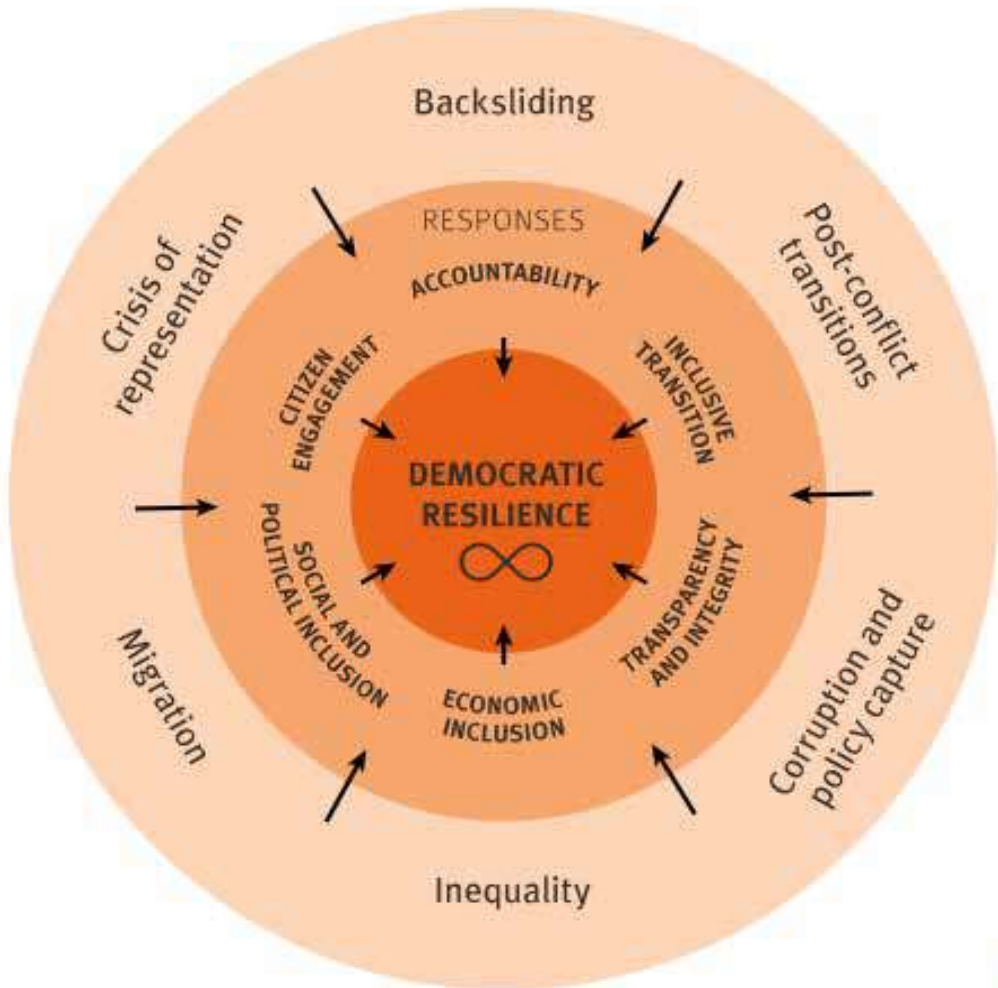 Backsliding
Post-conflict
transitions
Corruption and
policy capture
Inequality
Migration
Crisis of
representation
RESPONSES
ACCOUNTABILITY
INCLUSIVE
TRANSITION
TRANSPARENCY
AND INTEGRITY
ECONOMIC
INCLUSION
SOCIAL AND
POLITICAL INCLUSION
CITIZEN
ENGAGEMENT
DEMOCRATIC
RESILIENCE